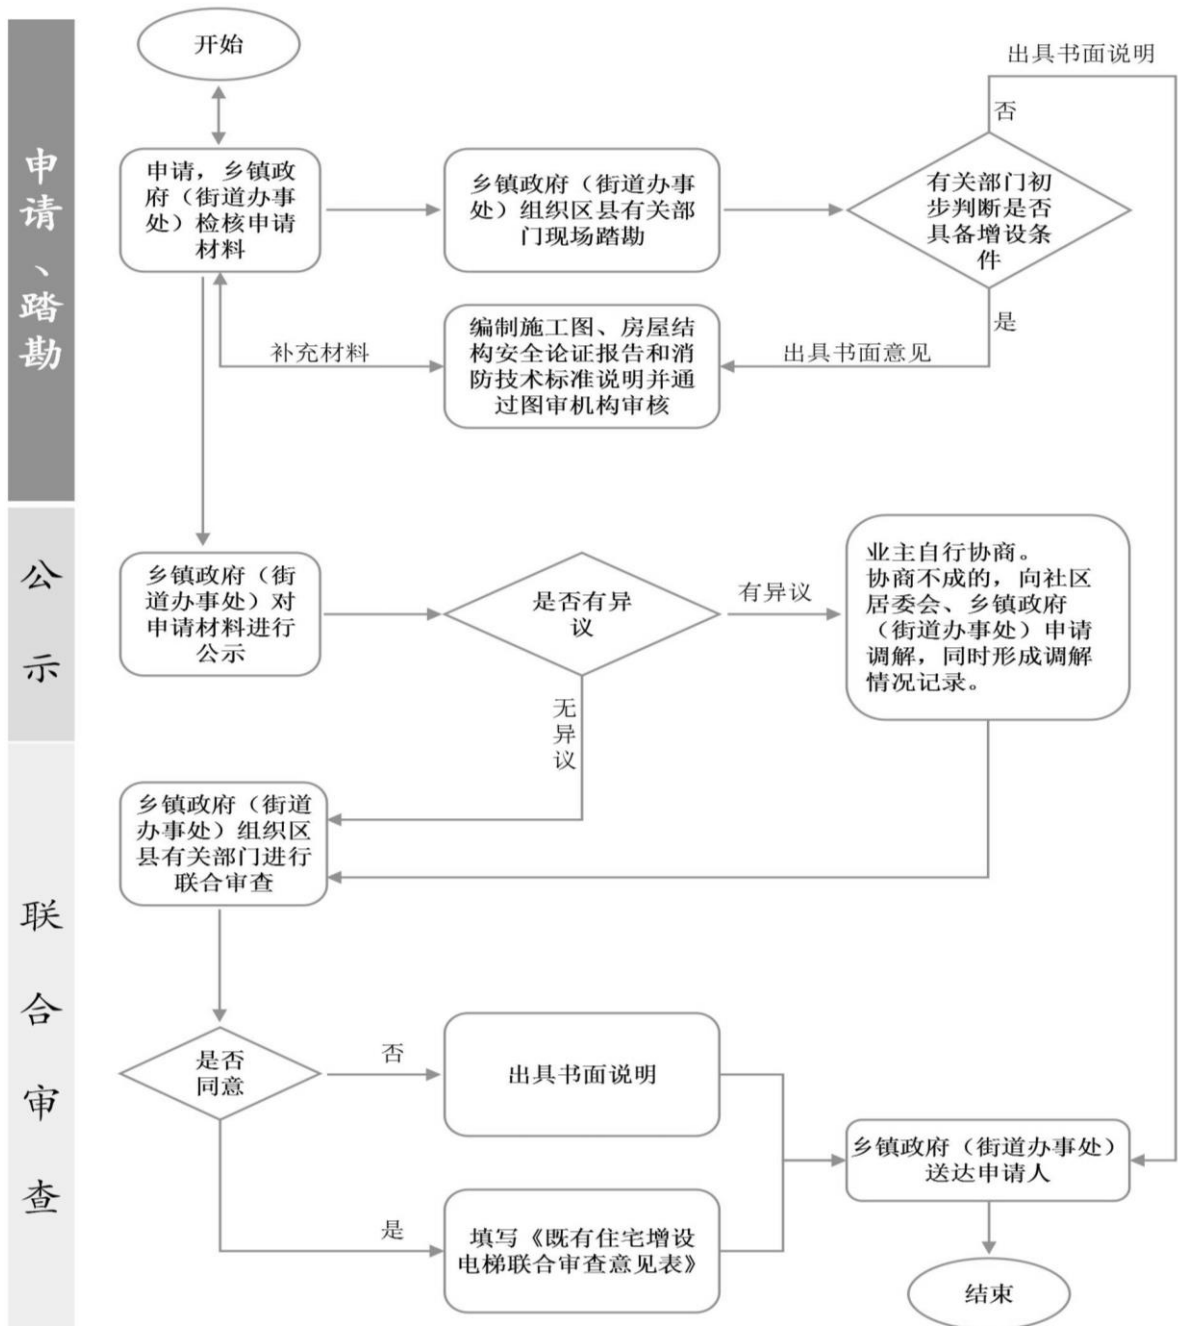 申请、踏勘
开始
出具书面说明
否
申请，乡镇政
府（街道办事
处）检核申请
材料
乡镇政府（街道办事
处）组织区县有关部
门现场踏勘
有关部门初
步判断是否
具备增设条
件
是
补充材料
编制施工图、房屋结
构安全论证报告和消
防技术标准说明并通
过图审机构审核
出具书面意见
公示
乡镇政府（街
道办事处）对
申请材料进行
公示
是否有异
议
有异议
业主自行协商。
协商不成的，向社区
居委会、乡镇政府
（街道办事处）申请
调解，同时形成调解
情况记录。
无异议
联合审查
乡镇政府（街道
办事处）组织区
县有关部门进行
联合审查
是否
同意
否
出具书面说明
是
填写《既有住宅增设
电梯联合审查意见表》
乡镇政府（街道办事处）
送达申请人
结束